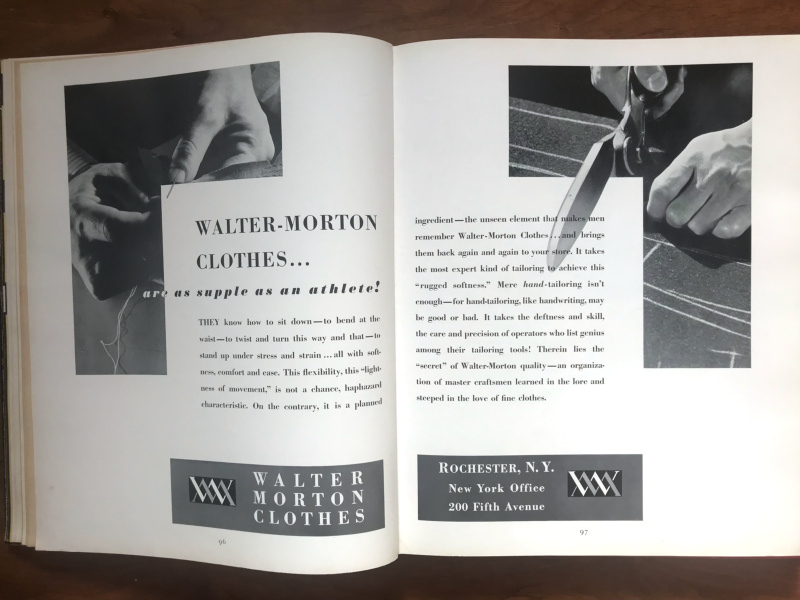 WALTER-MORTON
CLOTHES...
are as supple as an athlete!
THEY know how to sit down—to bend at the
waist—to twist and turn this way and that—to
stand up under stress and strain...all with soft-
ness, comfort and ease. This flexibility, this "light-
ness of movement," is not a chance, haphazard
characteristic. On the contrary, it is a planned
WALTER
MORTON
CLOTHES
96
ingredient—the unseen element that makes men
remember Walter-Morton Clothes...and brings
them back again and again to your store. It takes
the most expert kind of tailoring to achieve this
"rugged softness." Mere hand-tailoring isn't
enough—for hand-tailoring, like handwriting, may
be good or bad. It takes the deftness and skill,
the care and precision of operators who list genius
among their tailoring tools! Therein lies the
"secret" of Walter-Morton quality—an organiza-
tion of master craftsmen learned in the lore and
steeped in the love of fine clothes.
ROCHESTER, N.Y.
New York Office
200 Fifth Avenue
97